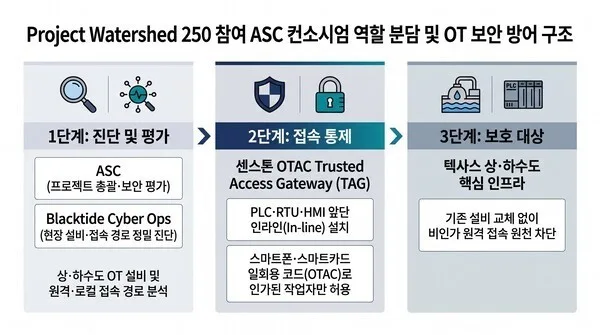 Project Watershed 250 참여 ASC 컨소시엄 역할 분담 및 OT 보안 방어 구조
1단계: 진단 및 평가
ASC
(프로젝트 총괄·보안 평가)
Blacktide Cyber Ops
(현장 설비·접속 경로 정밀 진단)
상·하수도 OT 설비 및
원격·로컬 접속 경로 분석
2단계: 접속 통제
센스톤 OTAC Trusted
Access Gateway (TAG)
PLC·RTU·HMI 앞단
인라인(In-line) 설치
스마트폰·스마트카드
일회용 코드(OTAC)로
인가된 작업자만 허용
PLC
3단계: 보호 대상
텍사스 상·하수도
핵심 인프라
기존 설비 교체 없이
비인가 원격 접속 원천 차단